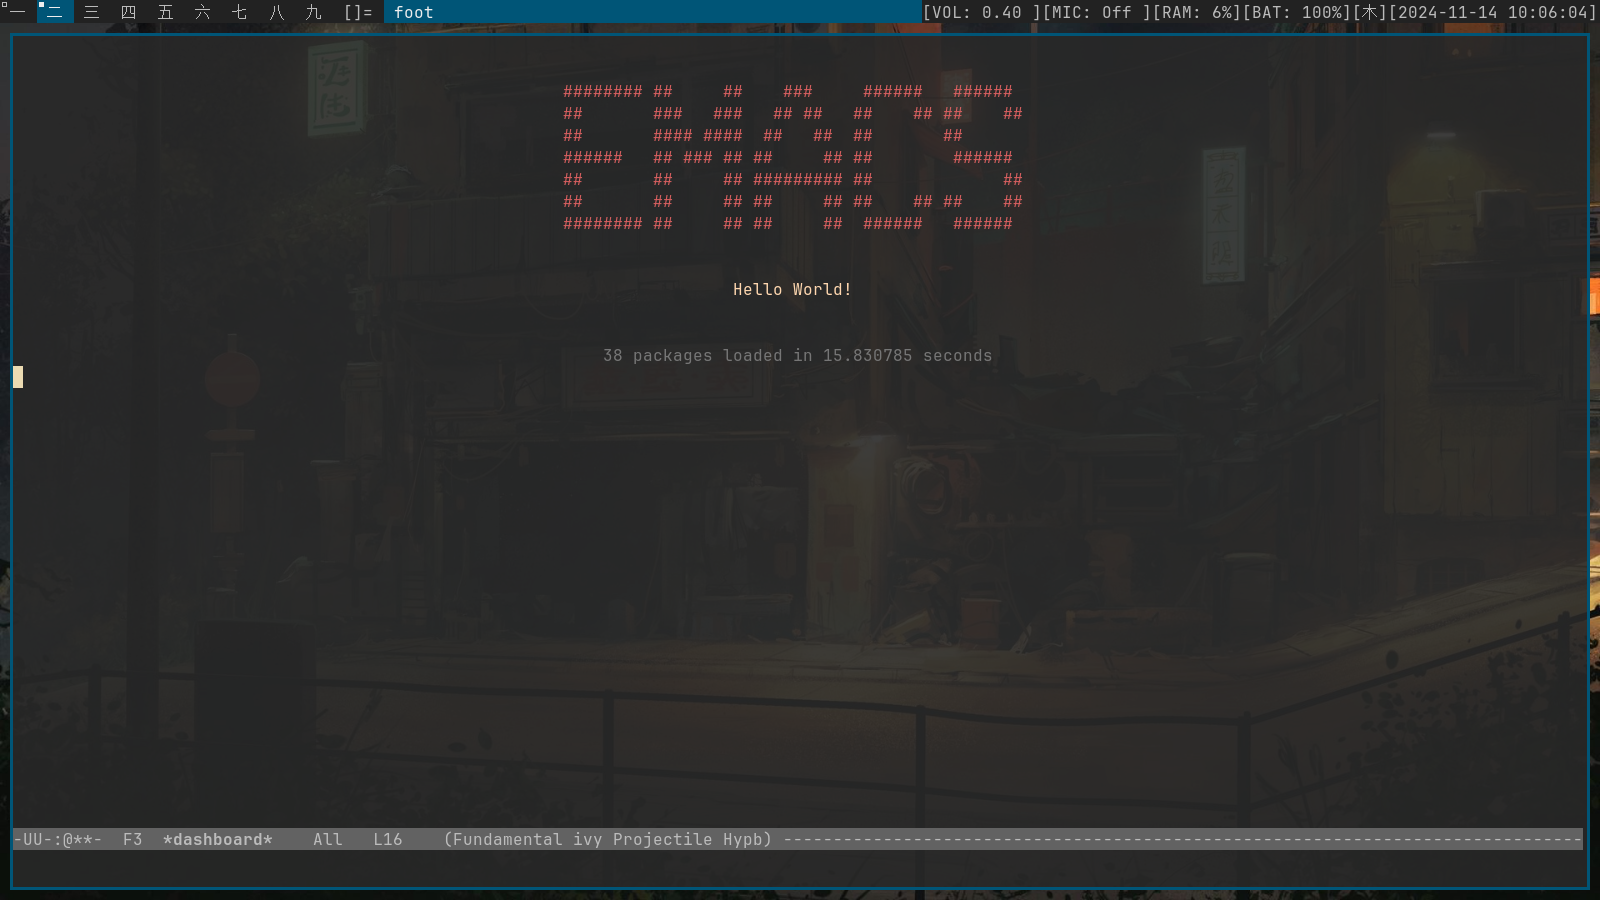 一 二 三 四 五 六 七 八 九 []= foot [VOL: 0.40 ][MIC: Off ][RAM: 6%][BAT: 100%][木][2024-11-14 10:06:04]
######## ##     ##    ###     ######   ######
##       ###   ###   ## ##   ##    ## ##    ##
##       #### ####  ##   ##  ##       ##
######   ## ### ## ##     ## ##        ######
##       ##     ## ######### ##             ##
##       ##     ## ##     ## ##    ## ##    ##
######## ##     ## ##     ##  ######   ######
Hello World!
38 packages loaded in 15.830785 seconds
-UU-:@**-  F3  *dashboard*    All   L16    (Fundamental ivy Projectile Hypb) --------------------------------------------------------------------------------